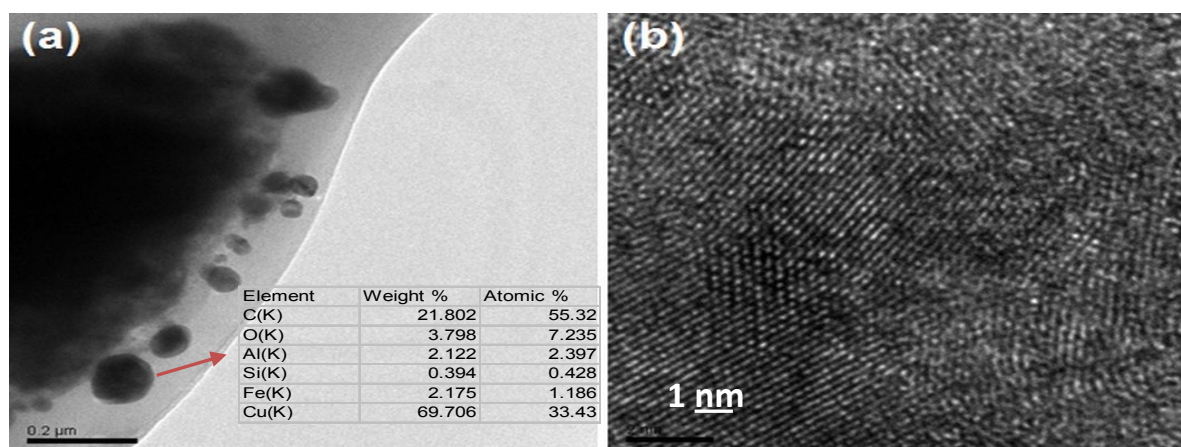 (a)
Element Weight % Atomic %
C(K) 21.802 55.32
O(K) 3.798 7.235
Al(K) 2.122 2.397
Si(K) 0.394 0.428
Fe(K) 2.175 1.186
Cu(K) 69.706 33.43
0.2 µm
(b)
1 nm